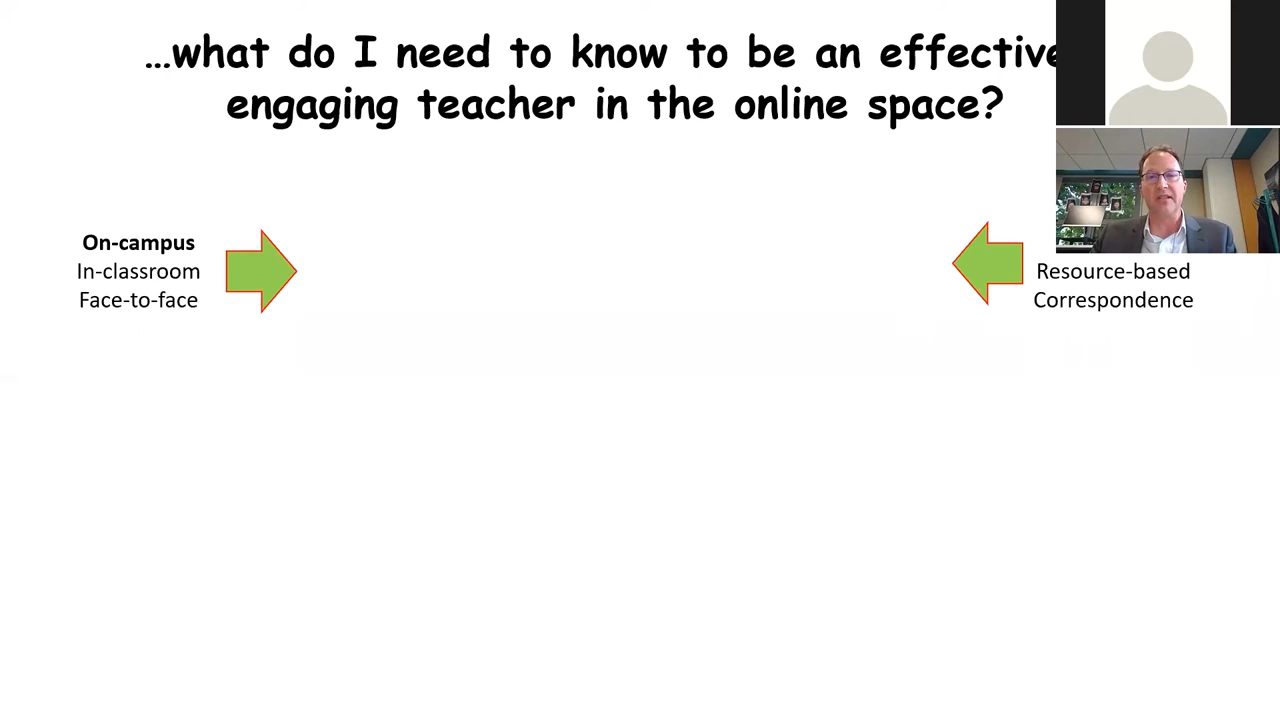 ...what do I need to know to be an effective
engaging teacher in the online space?
On-campus
In-classroom
Face-to-face
Resource-based
Correspondence